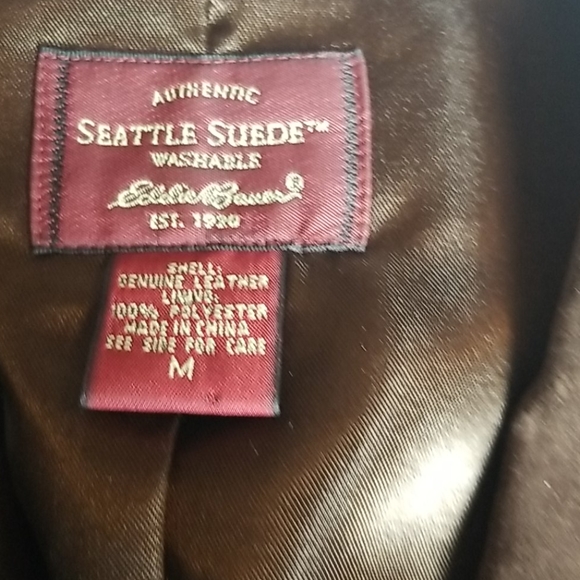 AUTHENTIC
SEATTLE SUEDE™
WASHABLE
Eddie Bauer®
EST. 1920
SHELL:
GENUINE LEATHER
LINING:
100% POLYESTER
MADE IN CHINA
SEE SIDE FOR CARE
M